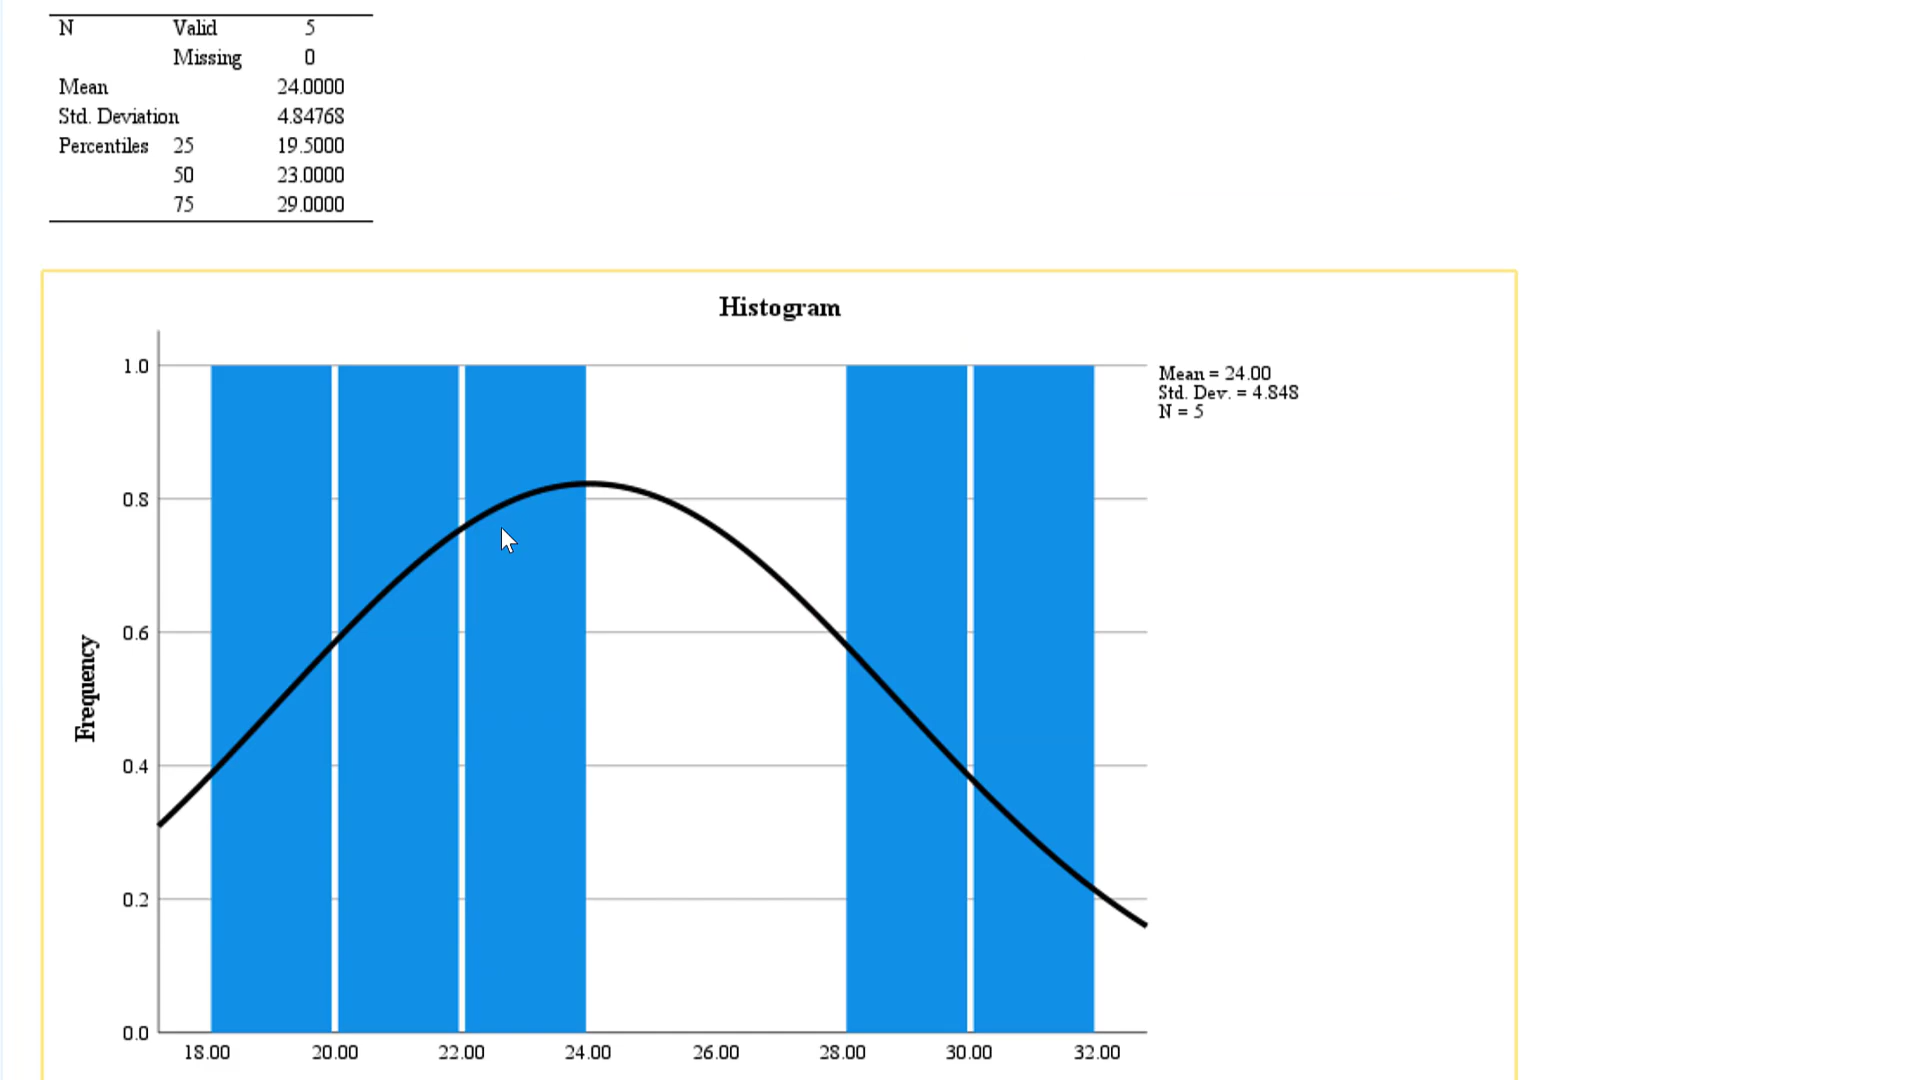 N Valid 5
Missing 0
Mean 24.0000
Std. Deviation 4.84768
Percentiles 25 19.5000
50 23.0000
75 29.0000
Histogram
Mean = 24.00
Std. Dev. = 4.848
N = 5
1.0
0.8
0.6
0.4
0.2
0.0
Frequency
18.00 20.00 22.00 24.00 26.00 28.00 30.00 32.00